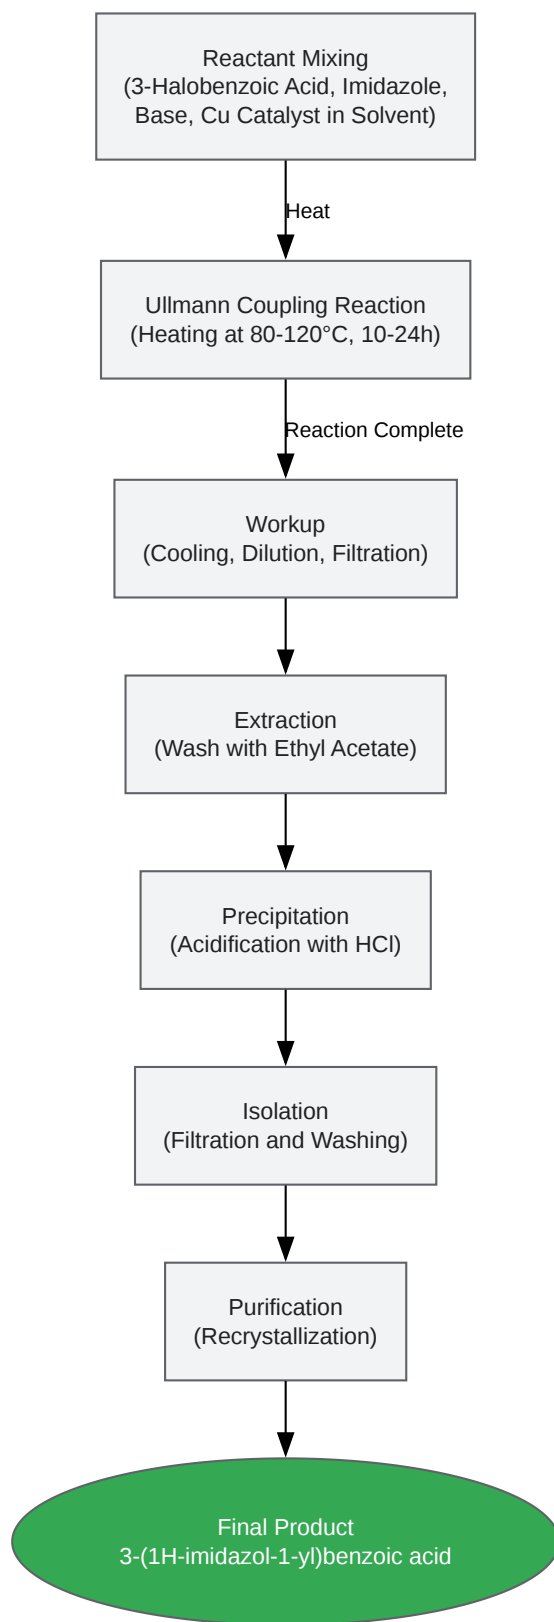 Reactant Mixing
(3-Halobenzoic Acid, Imidazole,
Base, Cu Catalyst in Solvent)
Heat
Ullmann Coupling Reaction
(Heating at 80-120°C, 10-24h)
Reaction Complete
Workup
(Cooling, Dilution, Filtration)
Extraction
(Wash with Ethyl Acetate)
Precipitation
(Acidification with HCl)
Isolation
(Filtration and Washing)
Purification
(Recrystallization)
Final Product
3-(1H-imidazol-1-yl)benzoic acid